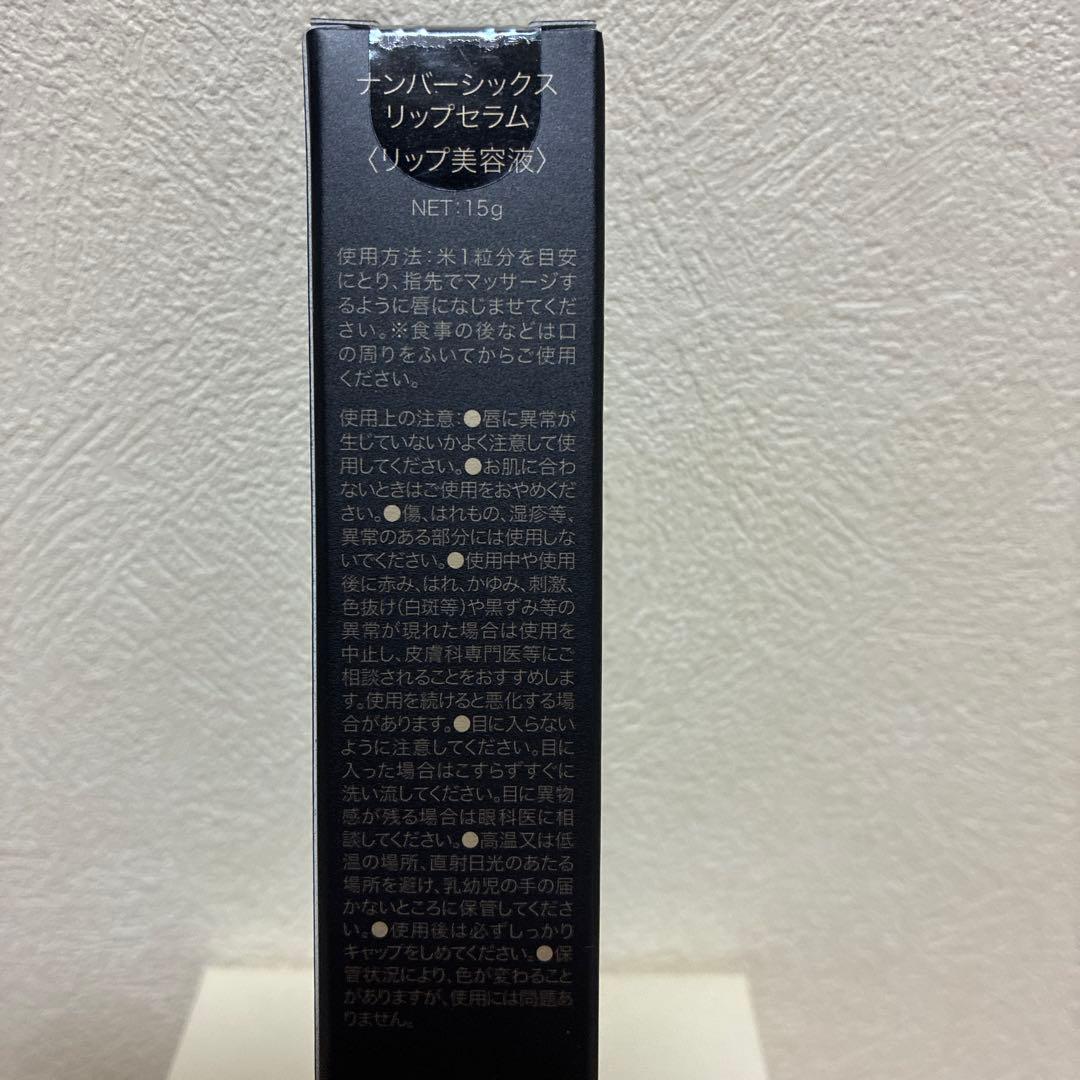 ナンバーシックス
リップセラム
〈リップ美容液〉
NET:15g
使用方法:米1粒分を目安
にとり、指先でマッサージす
るように唇になじませてくだ
さい。※食事の後などは口
の周りをふいてからご使用
ください。
使用上の注意:●唇に異常が
生じていないかよく注意して使
用してください。●お肌に合わ
ないときはご使用をおやめくだ
さい。●傷、はれもの、湿疹等、
異常のある部分には使用しな
いでください。●使用中や使用
後に赤み、はれ、かゆみ、刺激、
色抜け(白斑等)や黒ずみ等の
異常が現れた場合は使用を
中止し、皮膚科専門医等にご
相談されることをおすすめしま
す。使用を続けると悪化する場
合があります。●目に入らない
ように注意してください。目に
入った場合はこすらずすぐに
洗い流してください。目に異物
感が残る場合は眼科医に相
談してください。●高温又は低
温の場所、直射日光のあたる
場所を避け、乳幼児の手の届
かないところに保管してくださ
い。●使用後は必ずしっかり
キャップをしめてください。●保
管状況により、色が変わること
がありますが、使用には問題あ
りません。